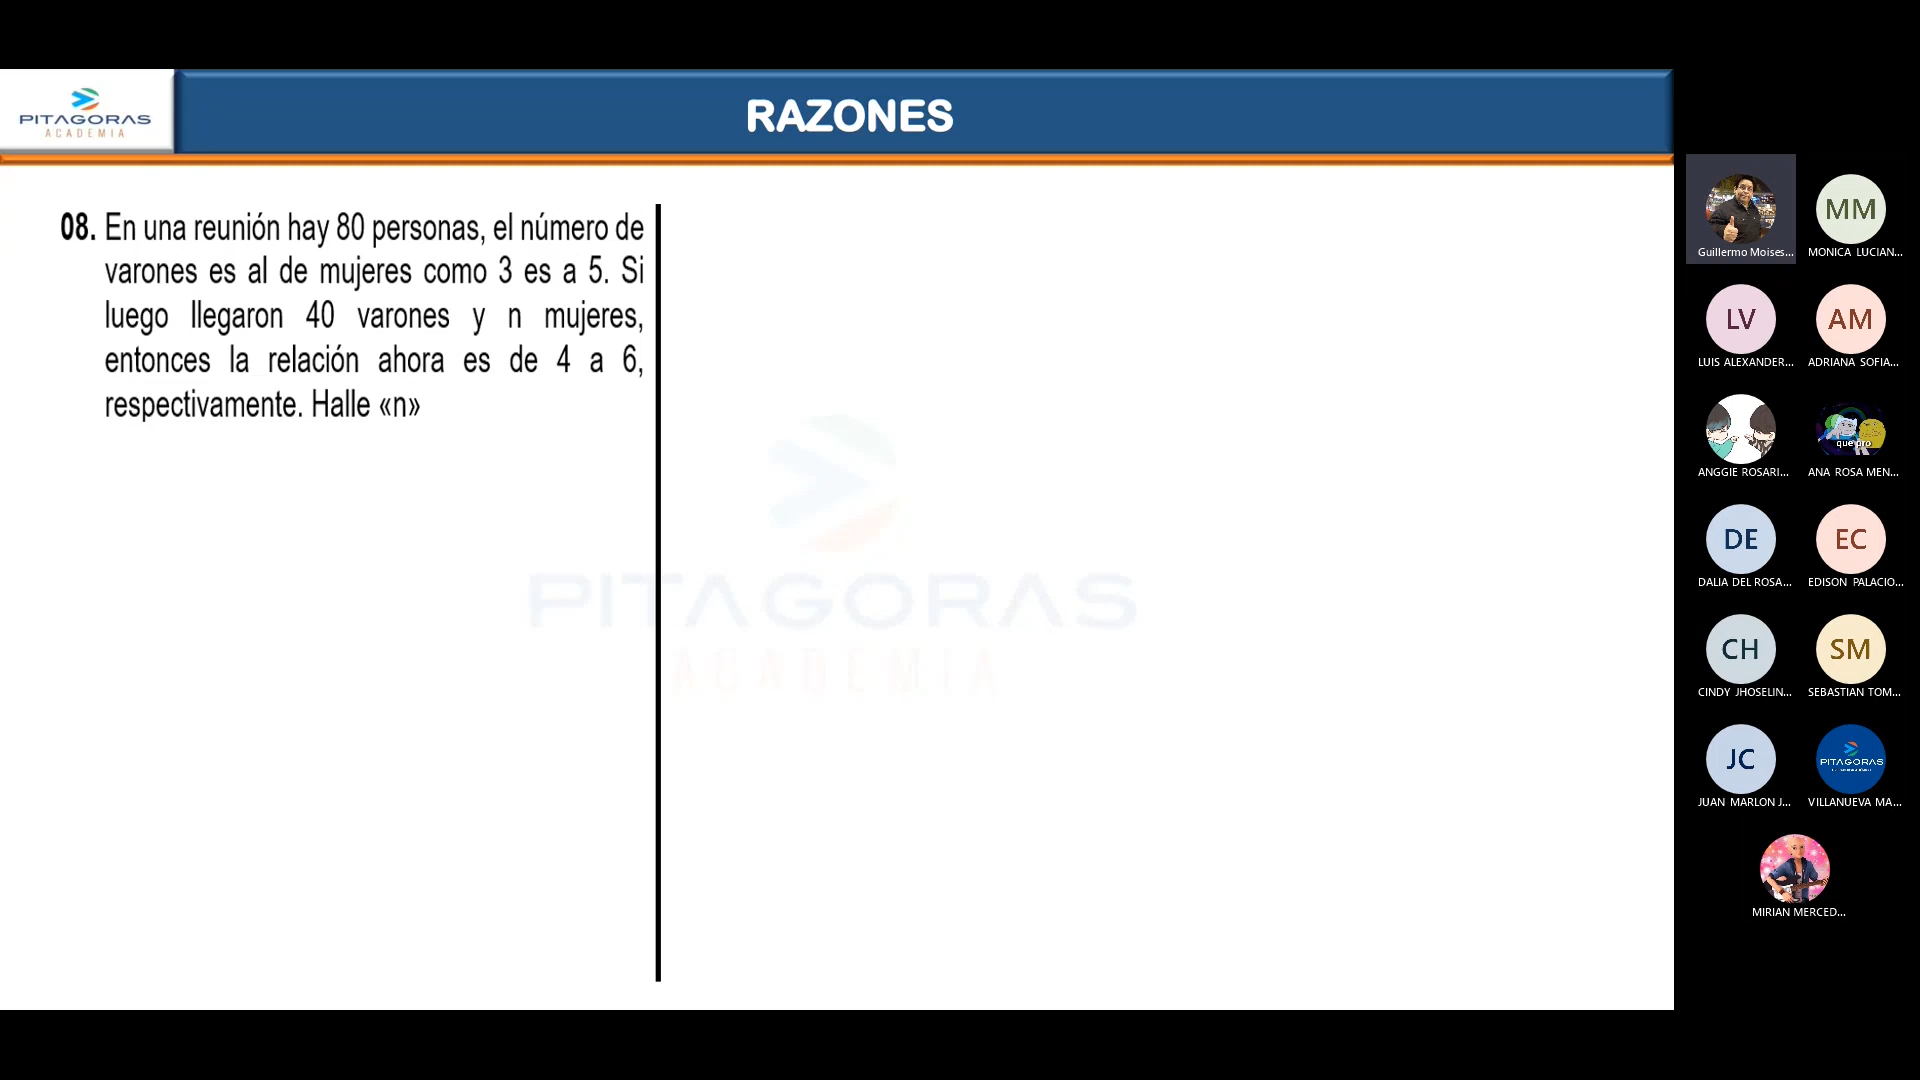 PITAGORAS
ACADEMIA
RAZONES
08. En una reunión hay 80 personas, el número de
varones es al de mujeres como 3 es a 5. Si
luego llegaron 40 varones y n mujeres,
entonces la relación ahora es de 4 a 6,
respectivamente. Halle «n»
PITAGORAS
ACADEMIA
Guillermo Moises...
MM
MONICA LUCIAN...
LV
LUIS ALEXANDER...
AM
ADRIANA SOFIA...
ANGGIE ROSARI...
que pro
ANA ROSA MEN...
DE
DALIA DEL ROSA...
EC
EDISON PALACIO...
CH
CINDY JHOSELIN...
SM
SEBASTIAN TOM...
JC
JUAN MARLON J...
PITAGORAS
VILLANUEVA MA...
MIRIAN MERCED...